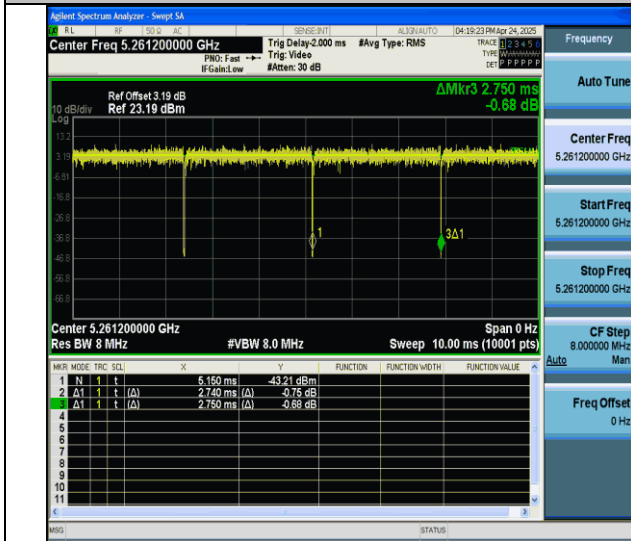 Agilent Spectrum Analyzer - Swept SA
RL RF 50 Ω AC SENSE:INT ALIGNAUTO 04:19:23 PM Apr 24, 2025
Center Freq 5.261200000 GHz
PNO: Fast
IFGain:Low
Trig Delay-2.000 ms
Trig: Video
#Atten: 30 dB
#Avg Type: RMS
TRACE 1 2 3 4 5 6
TYPE
DET P P P P P P
Ref Offset 3.19 dB
10 dB/div Ref 23.19 dBm
Log
ΔMkr3 2.750 ms
-0.68 dB
13.2
3.19
-6.81
-16.8
-26.8
-36.8
-46.8
-56.8
-66.8
1
3Δ1
Center 5.261200000 GHz Span 0 Hz
Res BW 8 MHz #VBW 8.0 MHz Sweep 10.00 ms (10001 pts)
MKR MODE TRC SCL X Y FUNCTION FUNCTION WIDTH FUNCTION VALUE
1 N 1 t 5.150 ms -43.21 dBm
2 Δ1 1 t (Δ) 2.740 ms (Δ) -0.75 dB
3 Δ1 1 t (Δ) 2.750 ms (Δ) -0.68 dB
4
5
6
7
8
9
10
11
MSG STATUS
Frequency
Auto Tune
Center Freq
5.261200000 GHz
Start Freq
5.261200000 GHz
Stop Freq
5.261200000 GHz
CF Step
8.000000 MHz
Auto Man
Freq Offset
0 Hz